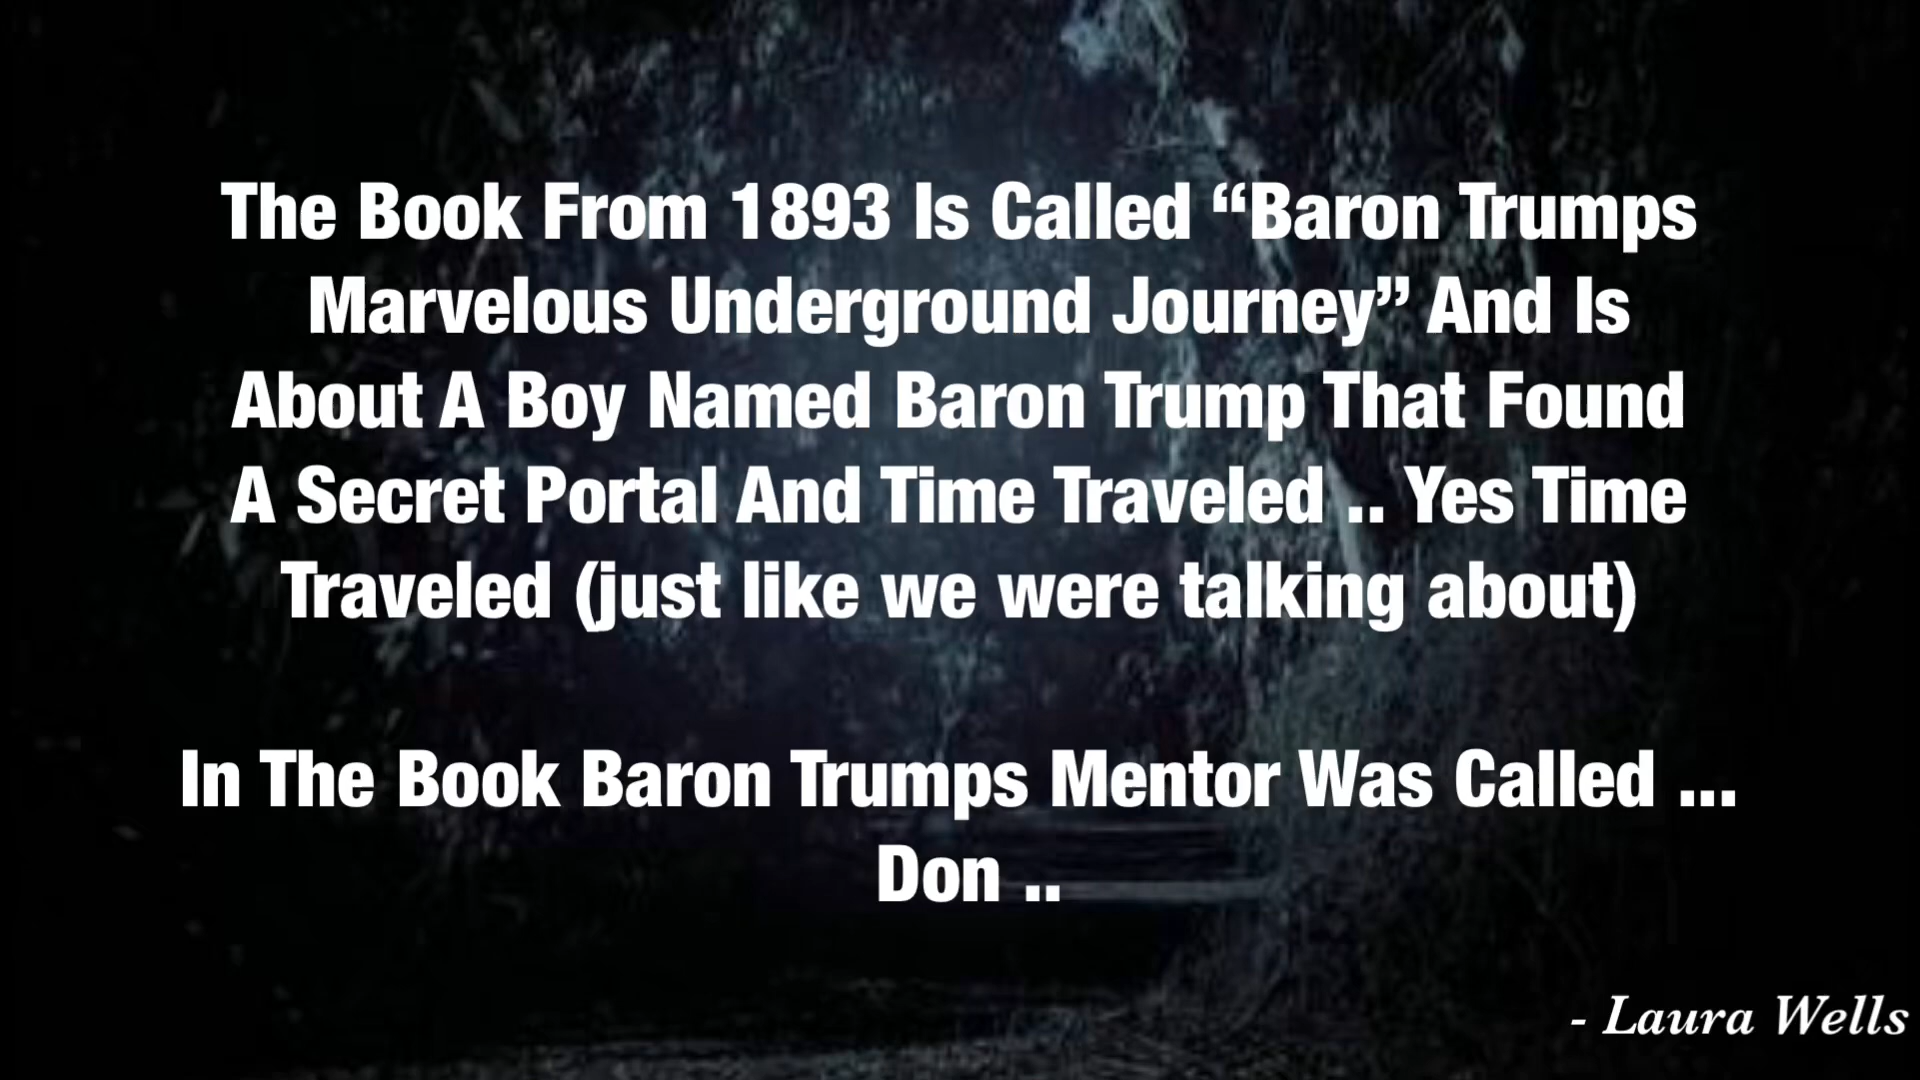 The Book From 1893 Is Called “Baron Trumps
Marvelous Underground Journey” And Is
About A Boy Named Baron Trump That Found
A Secret Portal And Time Traveled .. Yes Time
Traveled (just like we were talking about)
In The Book Baron Trumps Mentor Was Called ...
Don ..
- Laura Wells